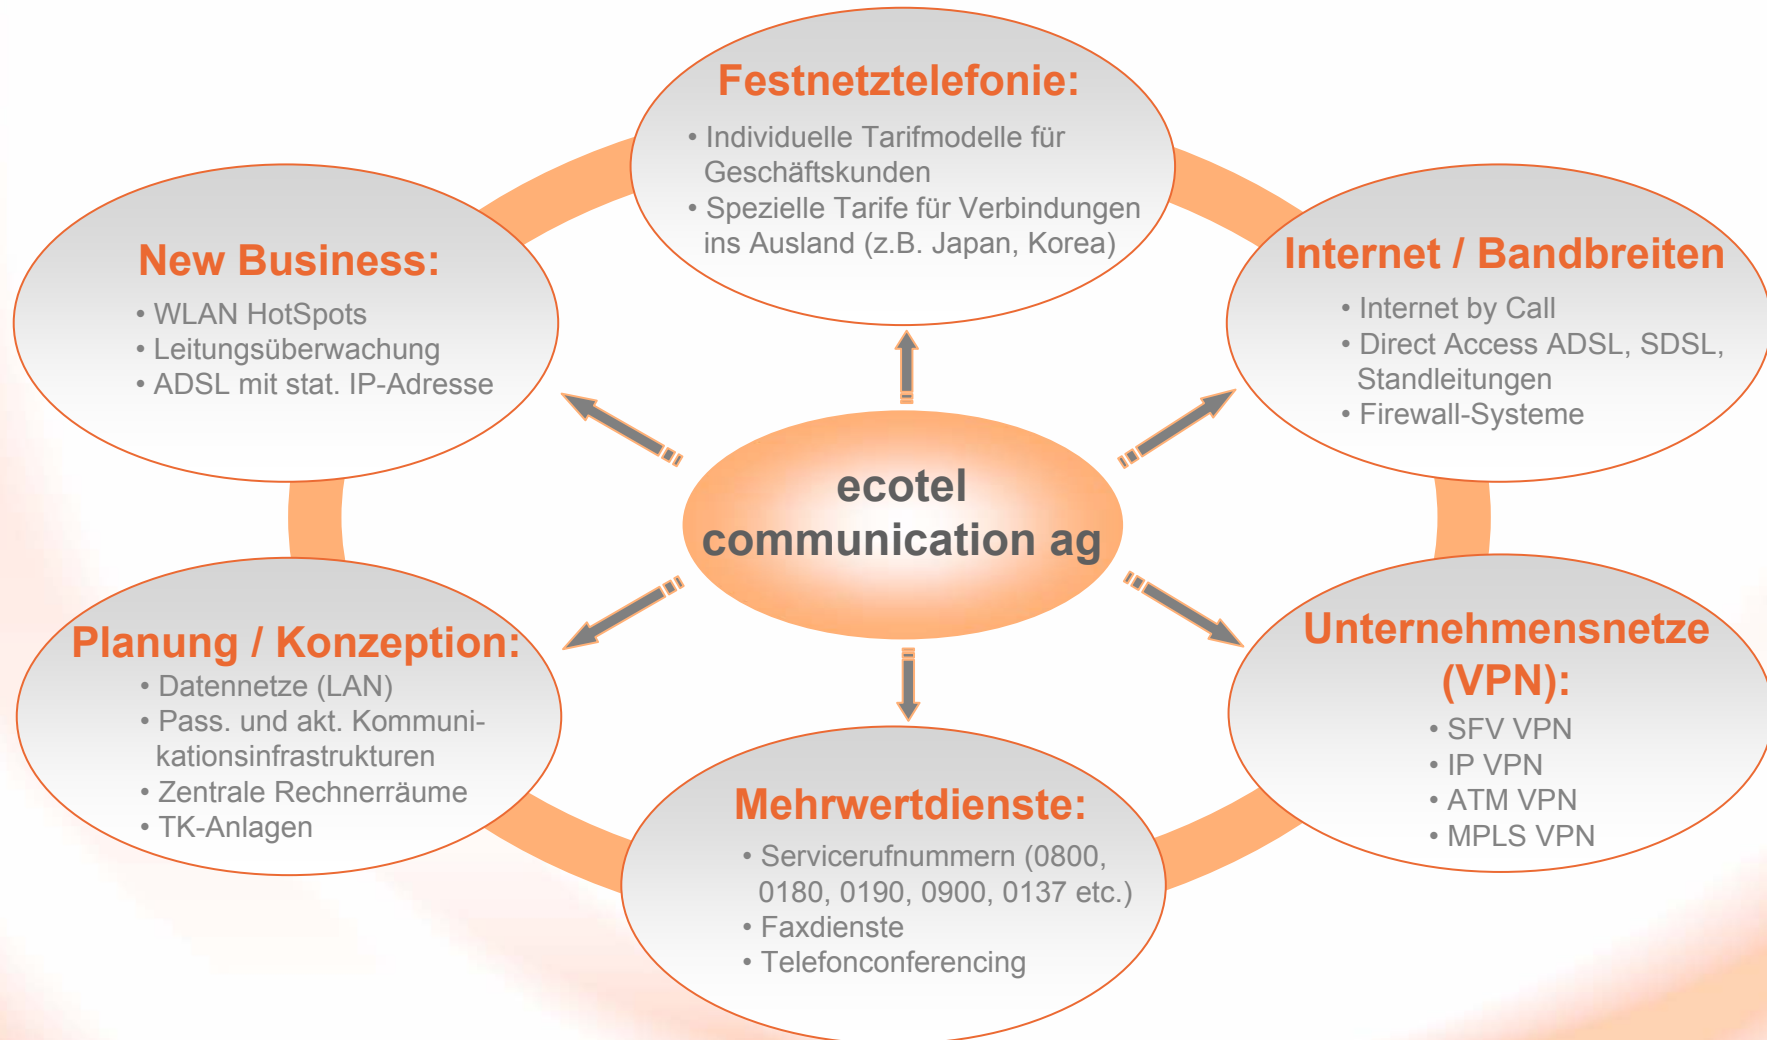 Festnetztelefonie:
• Individuelle Tarifmodelle für
Geschäftskunden
• Spezielle Tarife für Verbindungen
ins Ausland (z.B. Japan, Korea)
New Business:
• WLAN HotSpots
• Leitungsüberwachung
• ADSL mit stat. IP-Adresse
Internet / Bandbreiten
• Internet by Call
• Direct Access ADSL, SDSL,
Standleitungen
• Firewall-Systeme
ecotel
communication ag
Planung / Konzeption:
• Datennetze (LAN)
• Pass. und akt. Kommuni-
kationsinfrastrukturen
• Zentrale Rechnerräume
• TK-Anlagen
Unternehmensnetze
(VPN):
• SFV VPN
• IP VPN
• ATM VPN
• MPLS VPN
Mehrwertdienste:
• Servicerufnummern (0800,
0180, 0190, 0900, 0137 etc.)
• Faxdienste
• Telefonconferencing